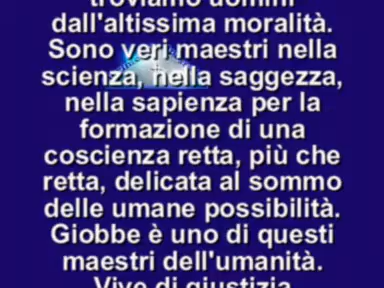 troviamo uomini
dall'altissima moralità.
Sono veri maestri nella
scienza, nella saggezza,
nella sapienza per la
formazione di una
coscienza retta, più che
retta, delicata al sommo
delle umane possibilità.
Giobbe è uno di questi
maestri dell'umanità.
Vive di giustizia